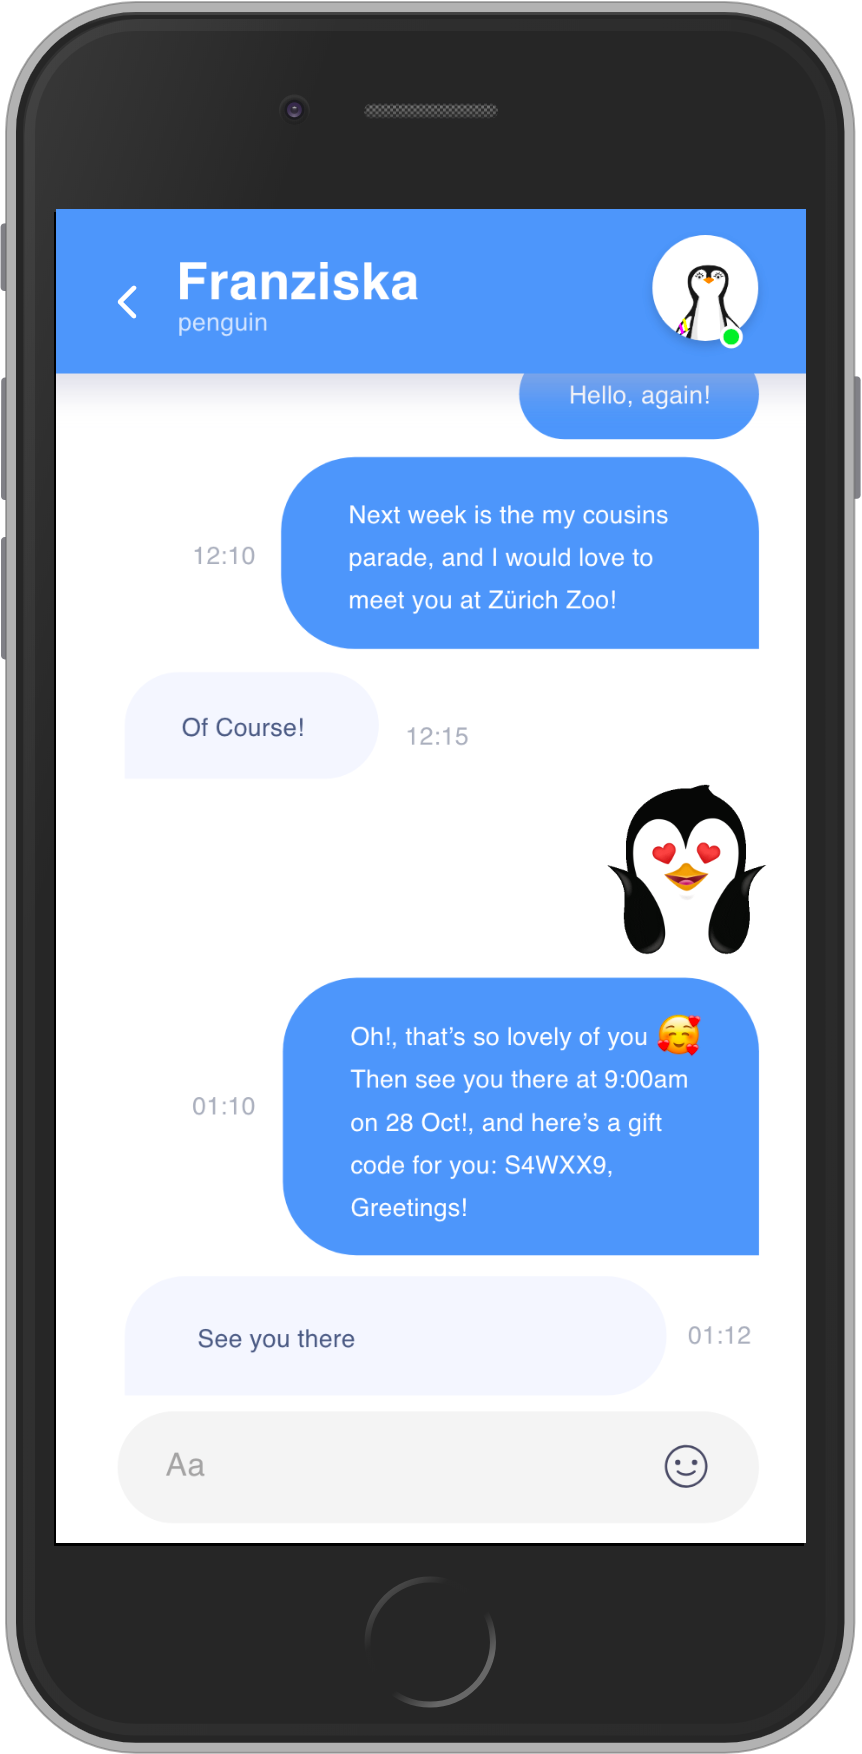 Franziska
penguin
Hello, again!
Next week is the my cousins
parade, and I would love to
meet you at Zürich Zoo!
12:10
Of Course!
12:15
Oh!, that’s so lovely of you 🥰
Then see you there at 9:00am
on 28 Oct!, and here’s a gift
code for you: S4WXX9,
Greetings!
01:10
See you there
01:12
Aa